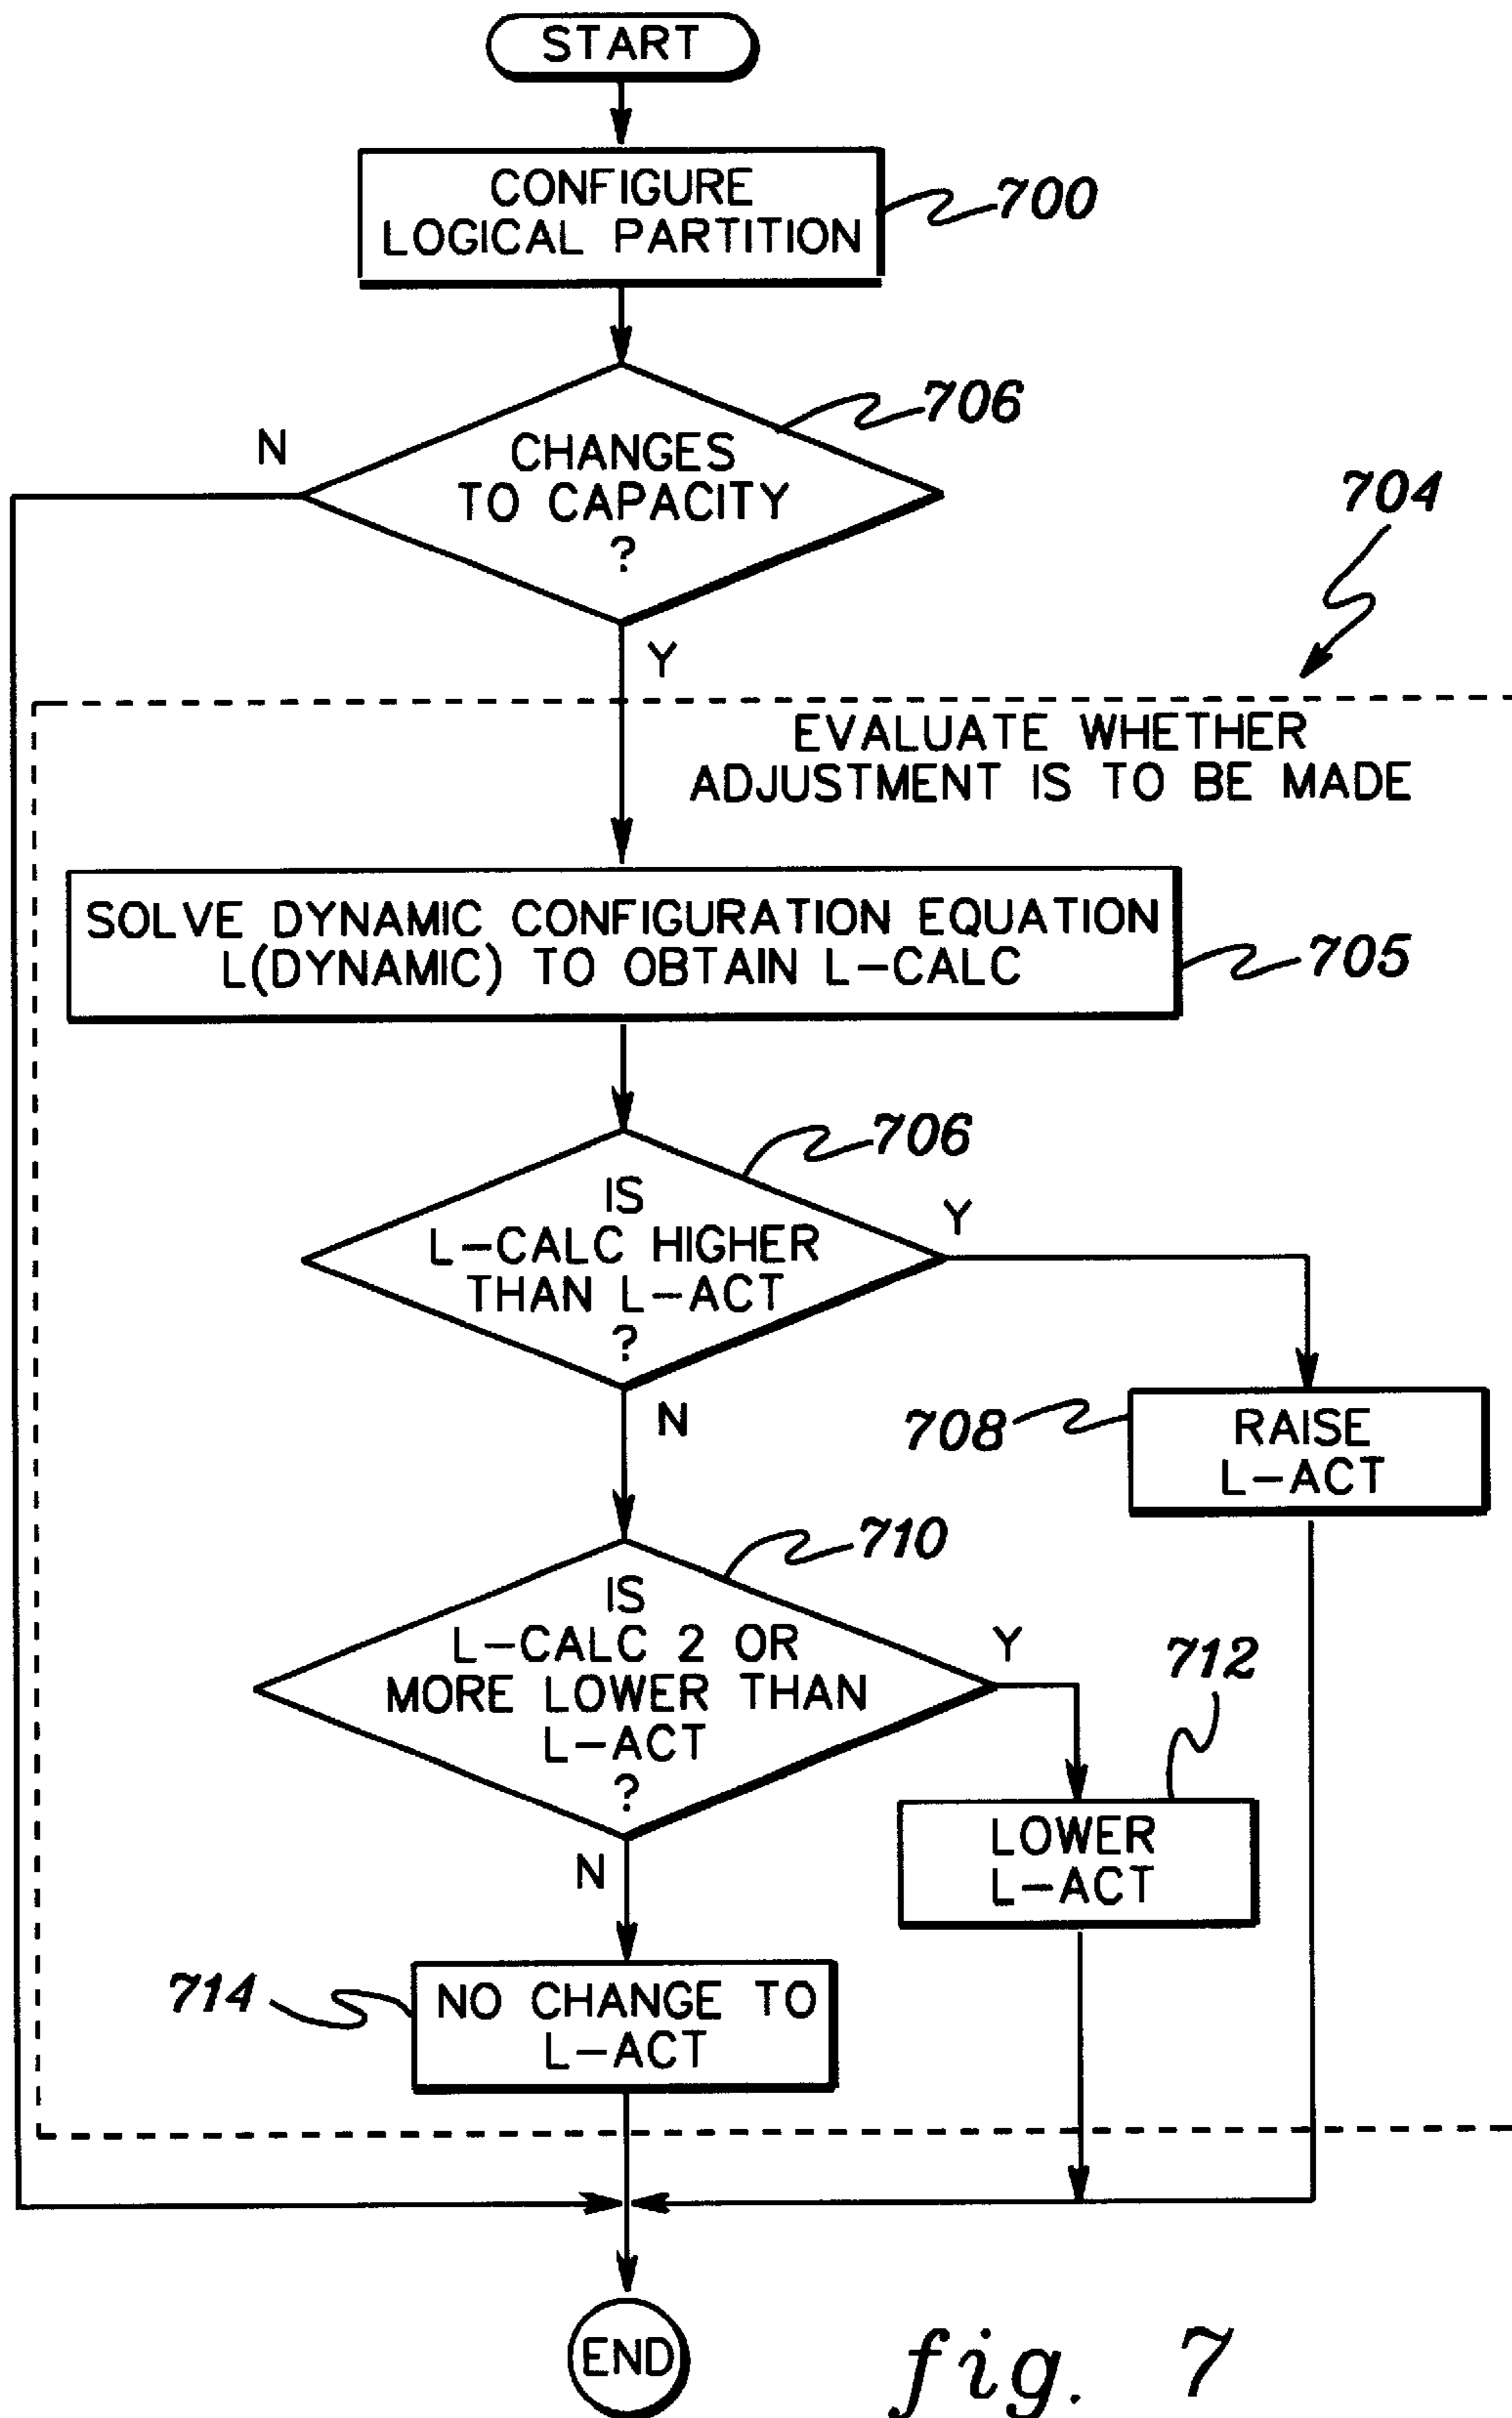 START
CONFIGURE
LOGICAL PARTITION
700
706
N
CHANGES
TO CAPACITY
?
704
Y
EVALUATE WHETHER
ADJUSTMENT IS TO BE MADE
SOLVE DYNAMIC CONFIGURATION EQUATION
L(DYNAMIC) TO OBTAIN L-CALC
705
706
IS
L-CALC HIGHER
THAN L-ACT
?
Y
N
708
RAISE
L-ACT
710
IS
L-CALC 2 OR
MORE LOWER THAN
L-ACT
?
Y
712
N
LOWER
L-ACT
714
NO CHANGE TO
L-ACT
END
fig. 7